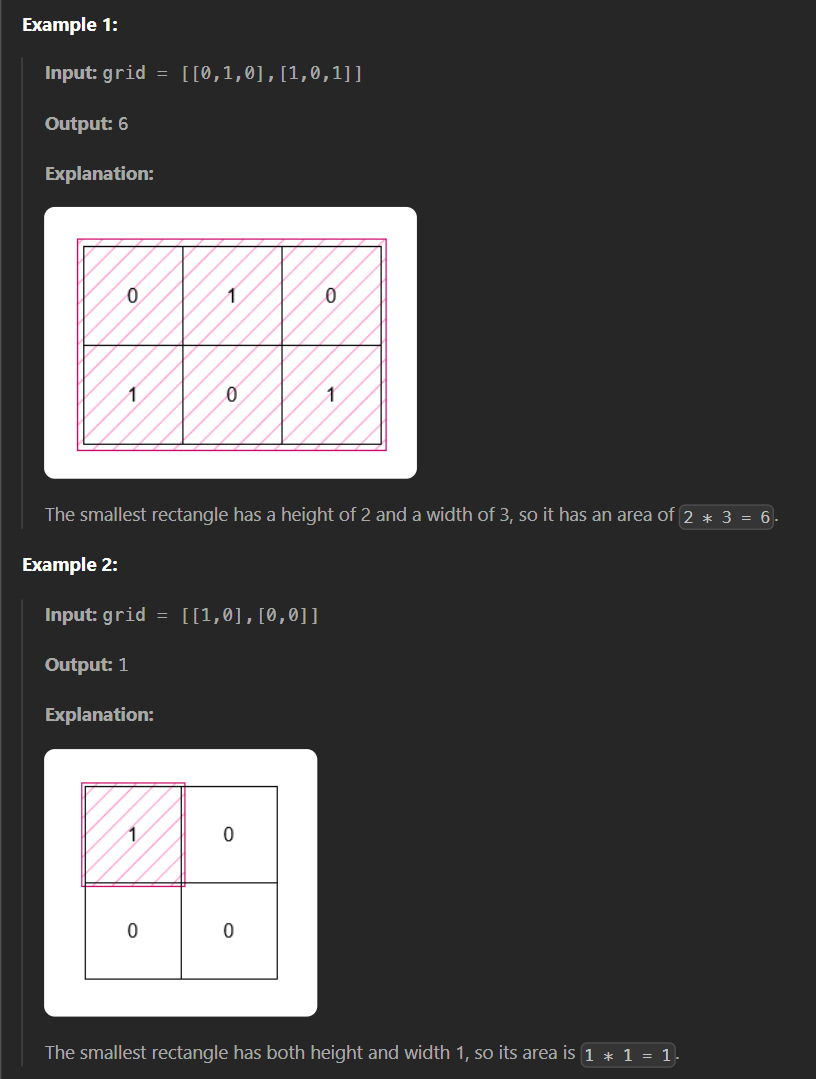 Example 1:
Input: grid = [[0,1,0],[1,0,1]]
Output: 6
Explanation:
0 1 0
1 0 1
The smallest rectangle has a height of 2 and a width of 3, so it has an area of 2 * 3 = 6.
Example 2:
Input: grid = [[1,0],[0,0]]
Output: 1
Explanation:
1 0
0 0
The smallest rectangle has both height and width 1, so its area is 1 * 1 = 1.